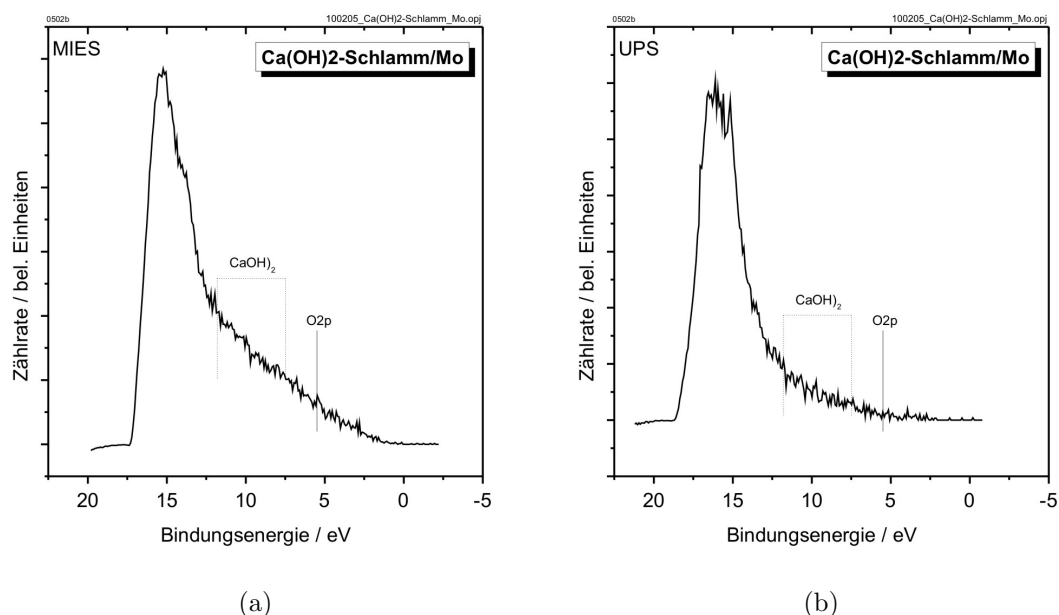 0502b
100205_Ca(OH)2-Schlamm_Mo.opj
MIES
Ca(OH)2-Schlamm/Mo
Zählrate / bel. Einheiten
CaOH)2
O2p
20 15 10 5 0 -5
Bindungsenergie / eV
(a)
0502b
100205_Ca(OH)2-Schlamm_Mo.opj
UPS
Ca(OH)2-Schlamm/Mo
Zählrate / bel. Einheiten
CaOH)2
O2p
20 15 10 5 0 -5
Bindungsenergie / eV
(b)